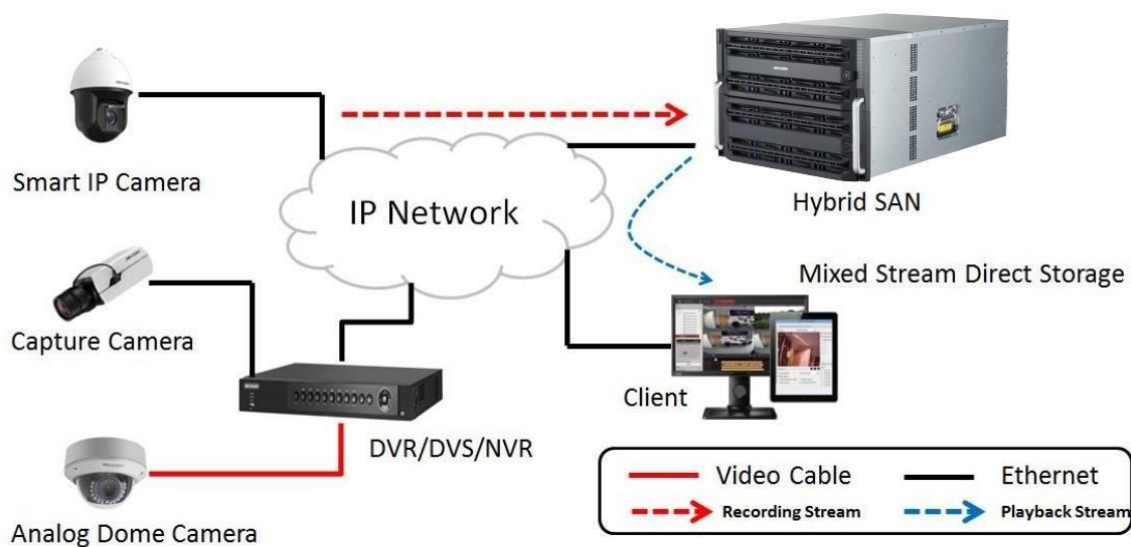 Smart IP Camera
IP Network
Hybrid SAN
Mixed Stream Direct Storage
Capture Camera
Client
DVR/DVS/NVR
Analog Dome Camera
Video Cable
Ethernet
Recording Stream
Playback Stream